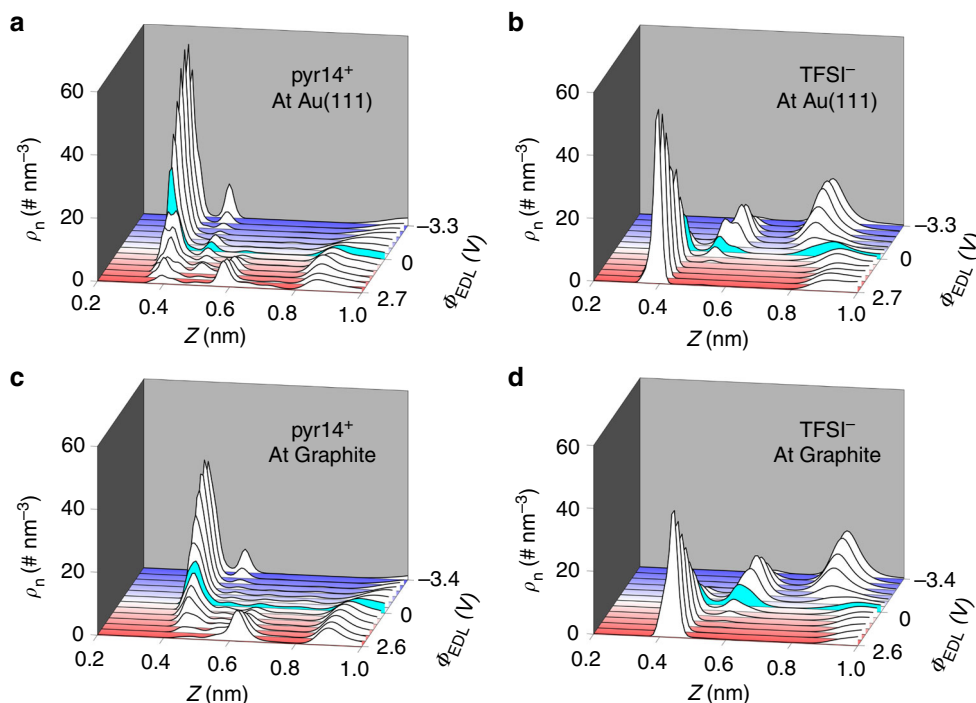 a
pyr14⁺
At Au(111)
60
40
20
0
ρₙ (# nm⁻³)
0.2
0.4
0.6
0.8
1.0
Z (nm)
−3.3
0
2.7
Φ_EDL (V)
b
TFSI⁻
At Au(111)
60
40
20
0
ρₙ (# nm⁻³)
0.2
0.4
0.6
0.8
1.0
Z (nm)
−3.3
0
2.7
Φ_EDL (V)
c
pyr14⁺
At Graphite
60
40
20
0
ρₙ (# nm⁻³)
0.2
0.4
0.6
0.8
1.0
Z (nm)
−3.4
0
2.6
Φ_EDL (V)
d
TFSI⁻
At Graphite
60
40
20
0
ρₙ (# nm⁻³)
0.2
0.4
0.6
0.8
1.0
Z (nm)
−3.4
0
2.6
Φ_EDL (V)